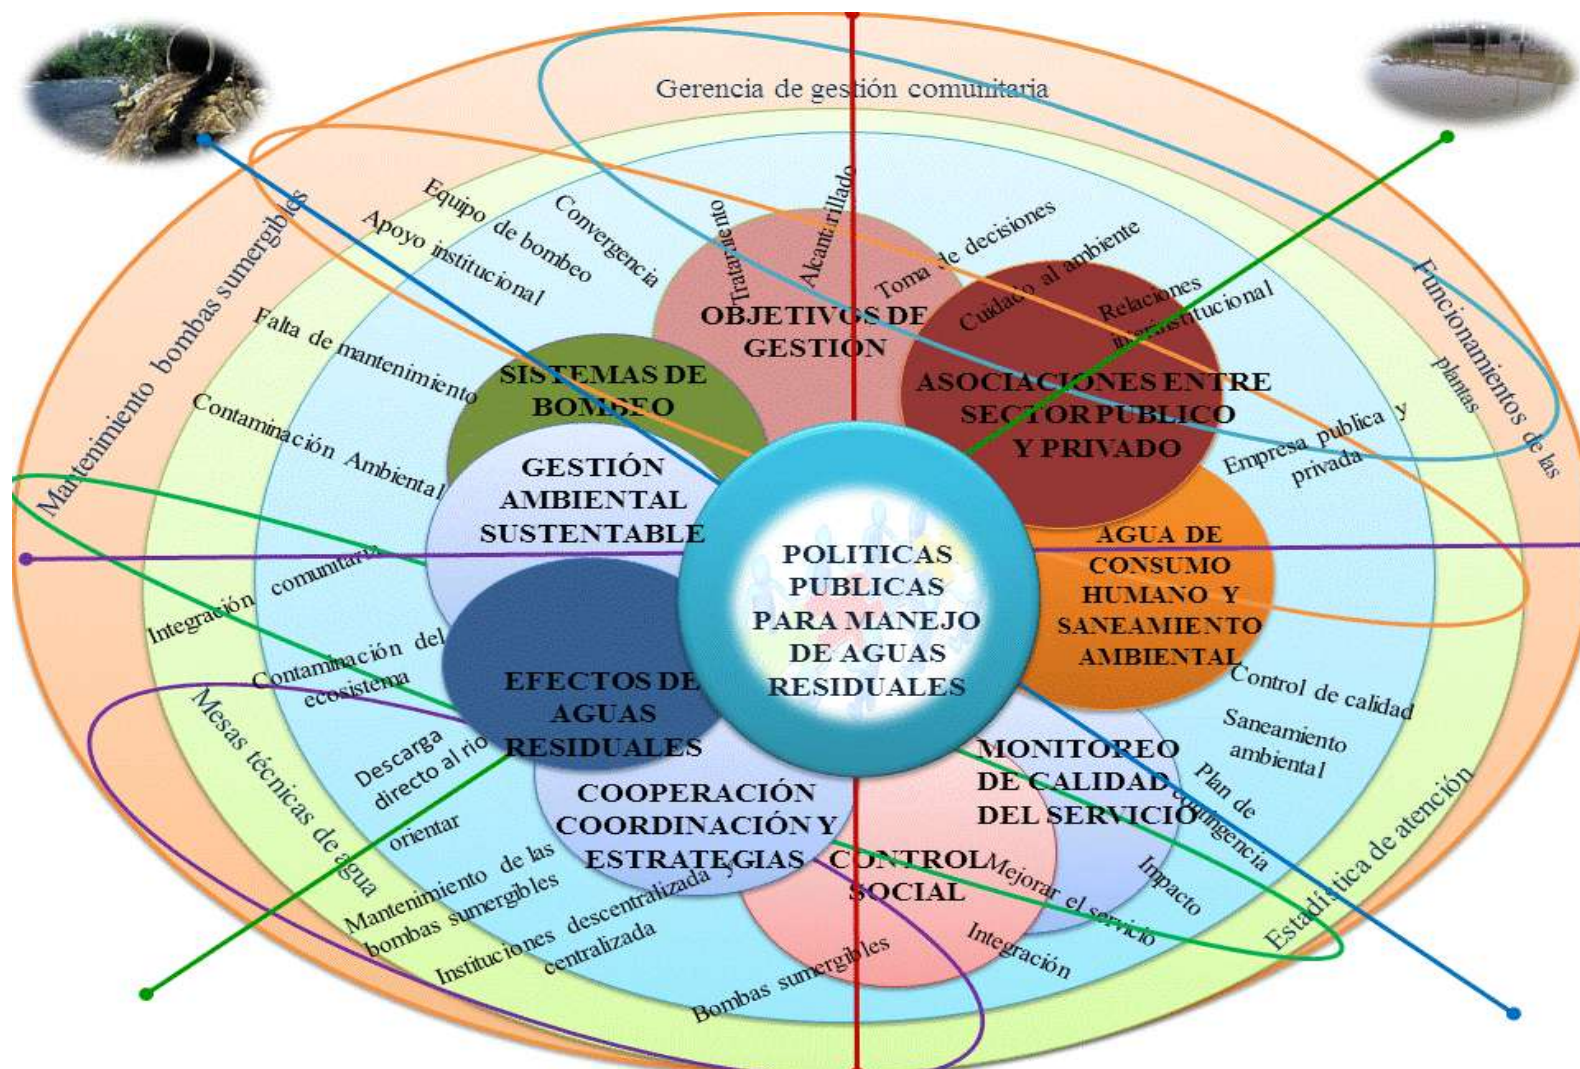 Gerencia de gestión comunitaria
Mantenimiento bombas sumergibles
Funcionamientos de las
plantas
Equipo de bombeo
Apoyo institucional
Convergencia
Tratamiento
Alcantarillado
Toma de decisiones
Cuidado al ambiente
Relaciones
interinstitucional
Falta de mantenimiento
Contaminación Ambiental
OBJETIVOS DE
GESTIÓN
SISTEMAS DE
BOMBEO
ASOCIACIONES ENTRE
SECTOR PUBLICO
Y PRIVADO
Empresa publica y
privada
GESTIÓN
AMBIENTAL
SUSTENTABLE
POLITICAS
PUBLICAS
PARA MANEJO
DE AGUAS
RESIDUALES
AGUA DE
CONSUMO
HUMANO Y
SANEAMIENTO
AMBIENTAL
Integración comunitaria
Contaminación del
ecosistema
EFECTOS DE
AGUAS
RESIDUALES
Control de calidad
Saneamiento
ambiental
Mesas técnicas de agua
Descarga
directo al rio
orientar
MONITOREO
DE CALIDAD
DEL SERVICIO
Plan de
contingencia
COOPERACIÓN
COORDINACIÓN Y
ESTRATEGIAS
CONTROL
SOCIAL
Mejorar el servicio
Impacto
Estadística de atención
Mantenimiento de las
bombas sumergibles
Instituciones descentralizada y
centralizada
Bombas sumergibles
Integración